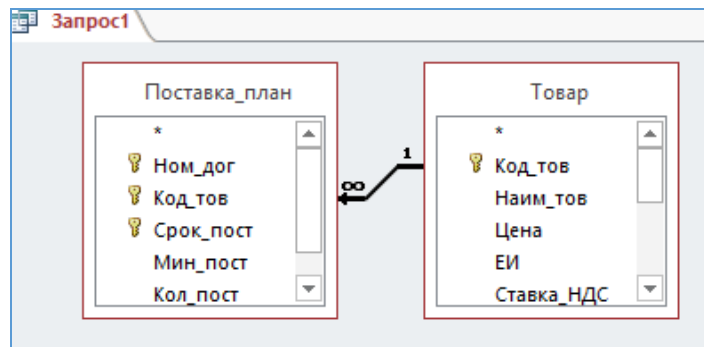 Запрос1
Поставка_план
*
Ном_дог
Код_тов
Срок_пост
Мин_пост
Кол_пост
∞
1
Товар
*
Код_тов
Наим_тов
Цена
ЕИ
Ставка_НДС